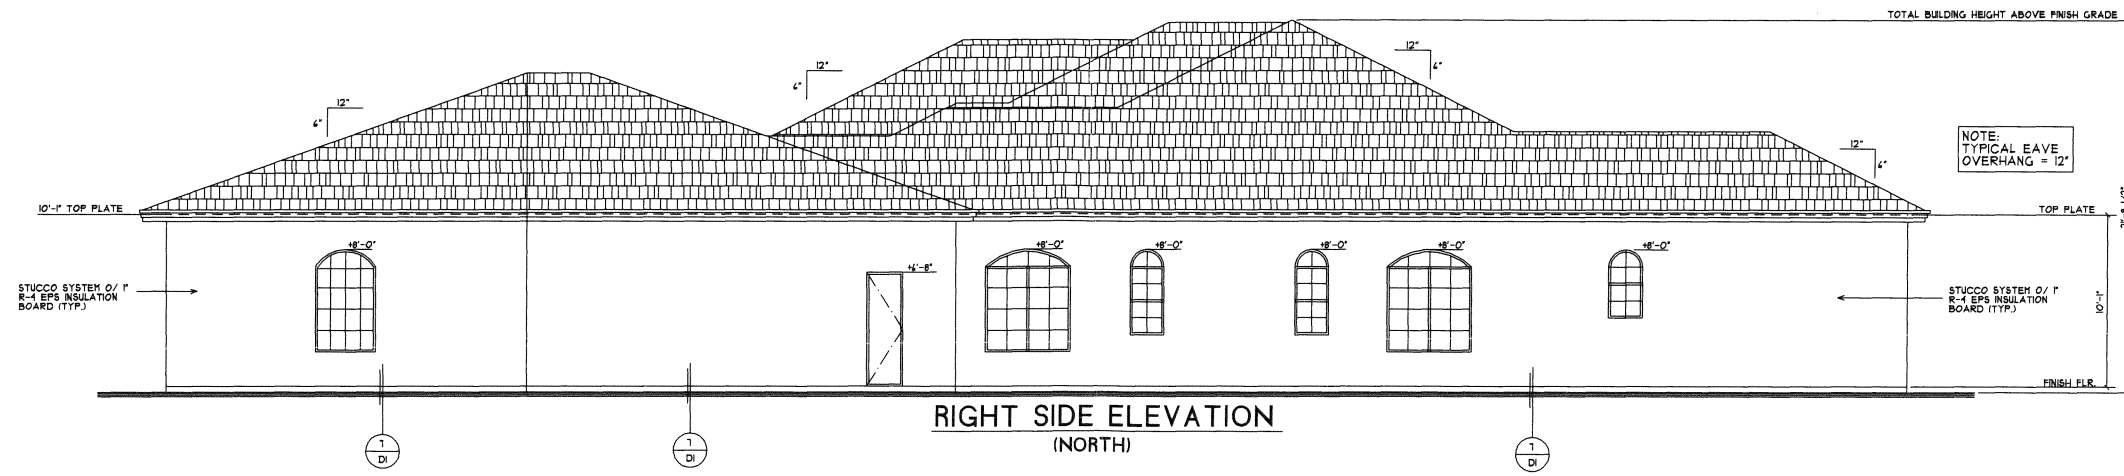 TOTAL BUILDING HEIGHT ABOVE FINISH GRADE
12"
6"
12"
6"
12"
6"
12"
6"
NOTE:
TYPICAL EAVE
OVERHANG = 12"
10'-1" TOP PLATE
TOP PLATE
+8'-0"
+6'-8"
+8'-0"
+8'-0"
+8'-0"
+8'-0"
+8'-0"
STUCCO SYSTEM O/ 1"
R-4 EPS INSULATION
BOARD (TYP.)
STUCCO SYSTEM O/ 1"
R-4 EPS INSULATION
BOARD (TYP.)
10'-1"
FINISH FLR.
RIGHT SIDE ELEVATION
(NORTH)
1
D1
1
D1
1
D1